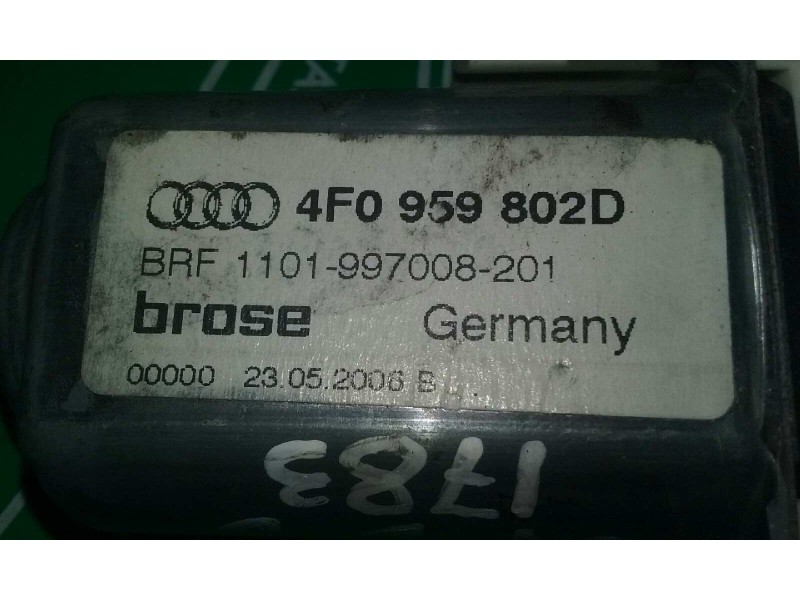 4F0 959 802D
BRF 1101-997008-201
brose Germany
00000 23.05.2006 B
1783